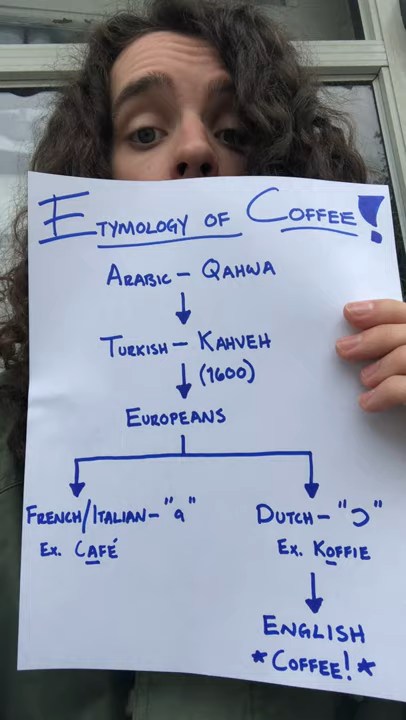 ETYMOLOGY OF COFFEE!
ARABIC - QAHWA
TURKISH - KAHVEH
(1600)
EUROPEANS
FRENCH/ITALIAN - "a"
Ex. CAFÉ
DUTCH - "ɔ"
Ex. KOFFIE
ENGLISH
*COFFEE!*